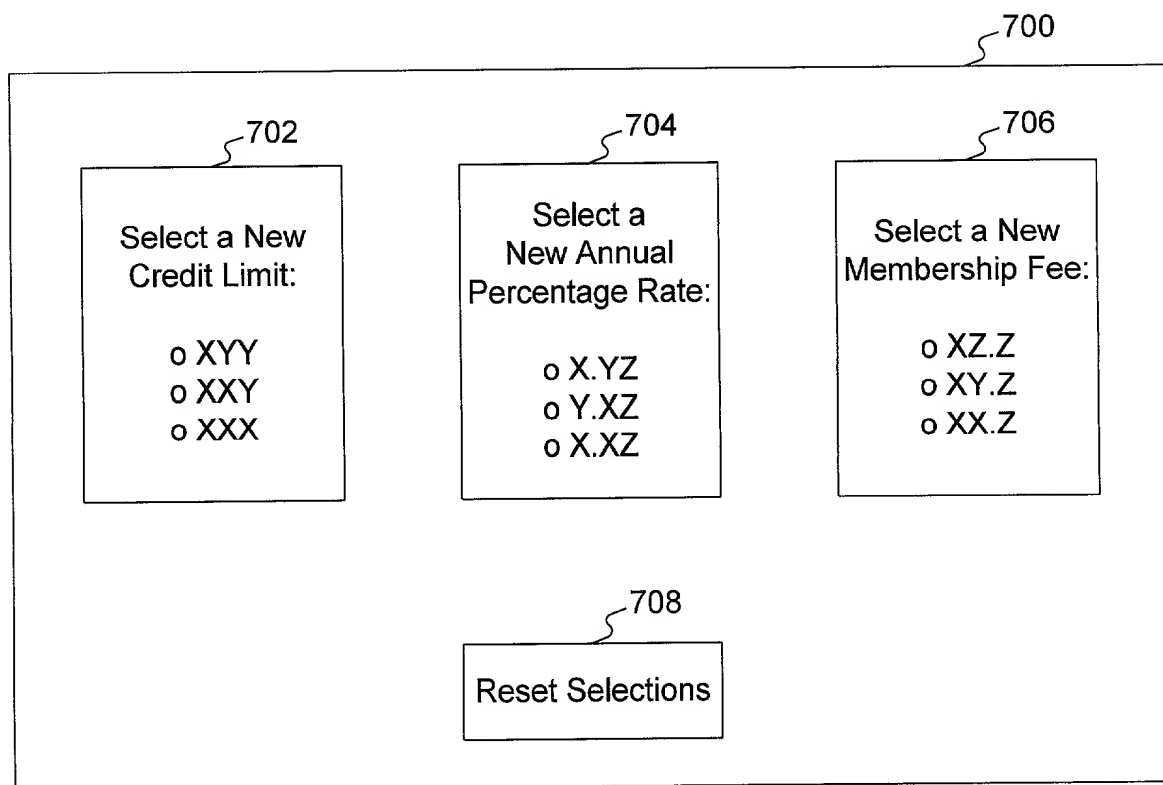 700
702
Select a New
Credit Limit:
o XYY
o XXY
o XXX
704
Select a
New Annual
Percentage Rate:
o X.YZ
o Y.XZ
o X.XZ
706
Select a New
Membership Fee:
o XZ.Z
o XY.Z
o XX.Z
708
Reset Selections